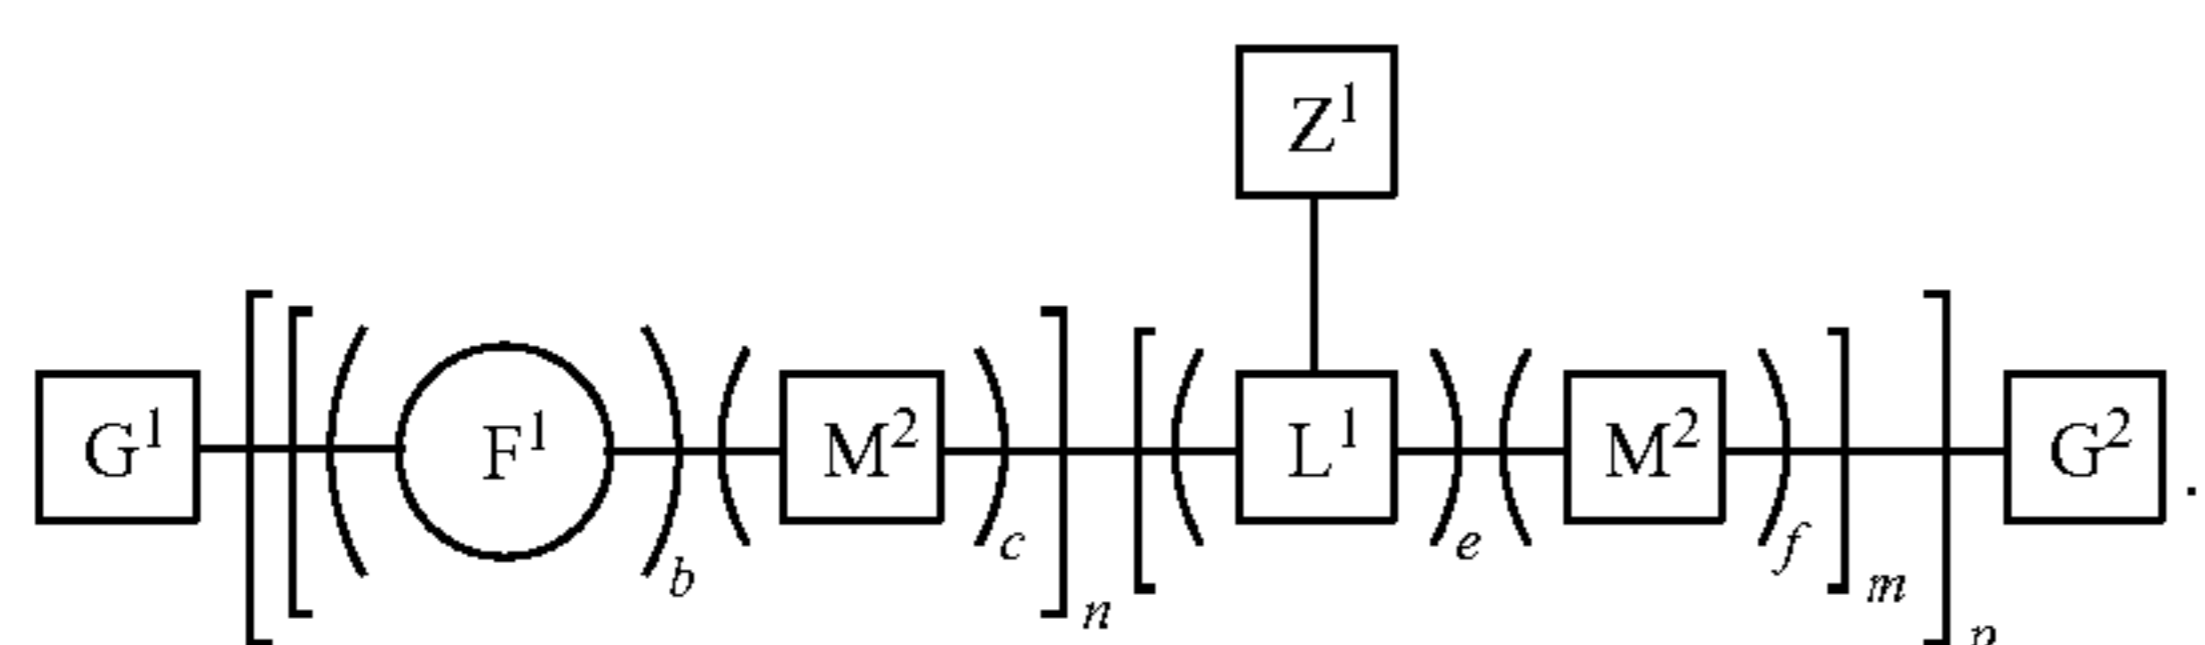 Z¹
G¹ [[( F¹ )b ( M² )c ]n [( L¹ )e ( M² )f ]m ] G² .